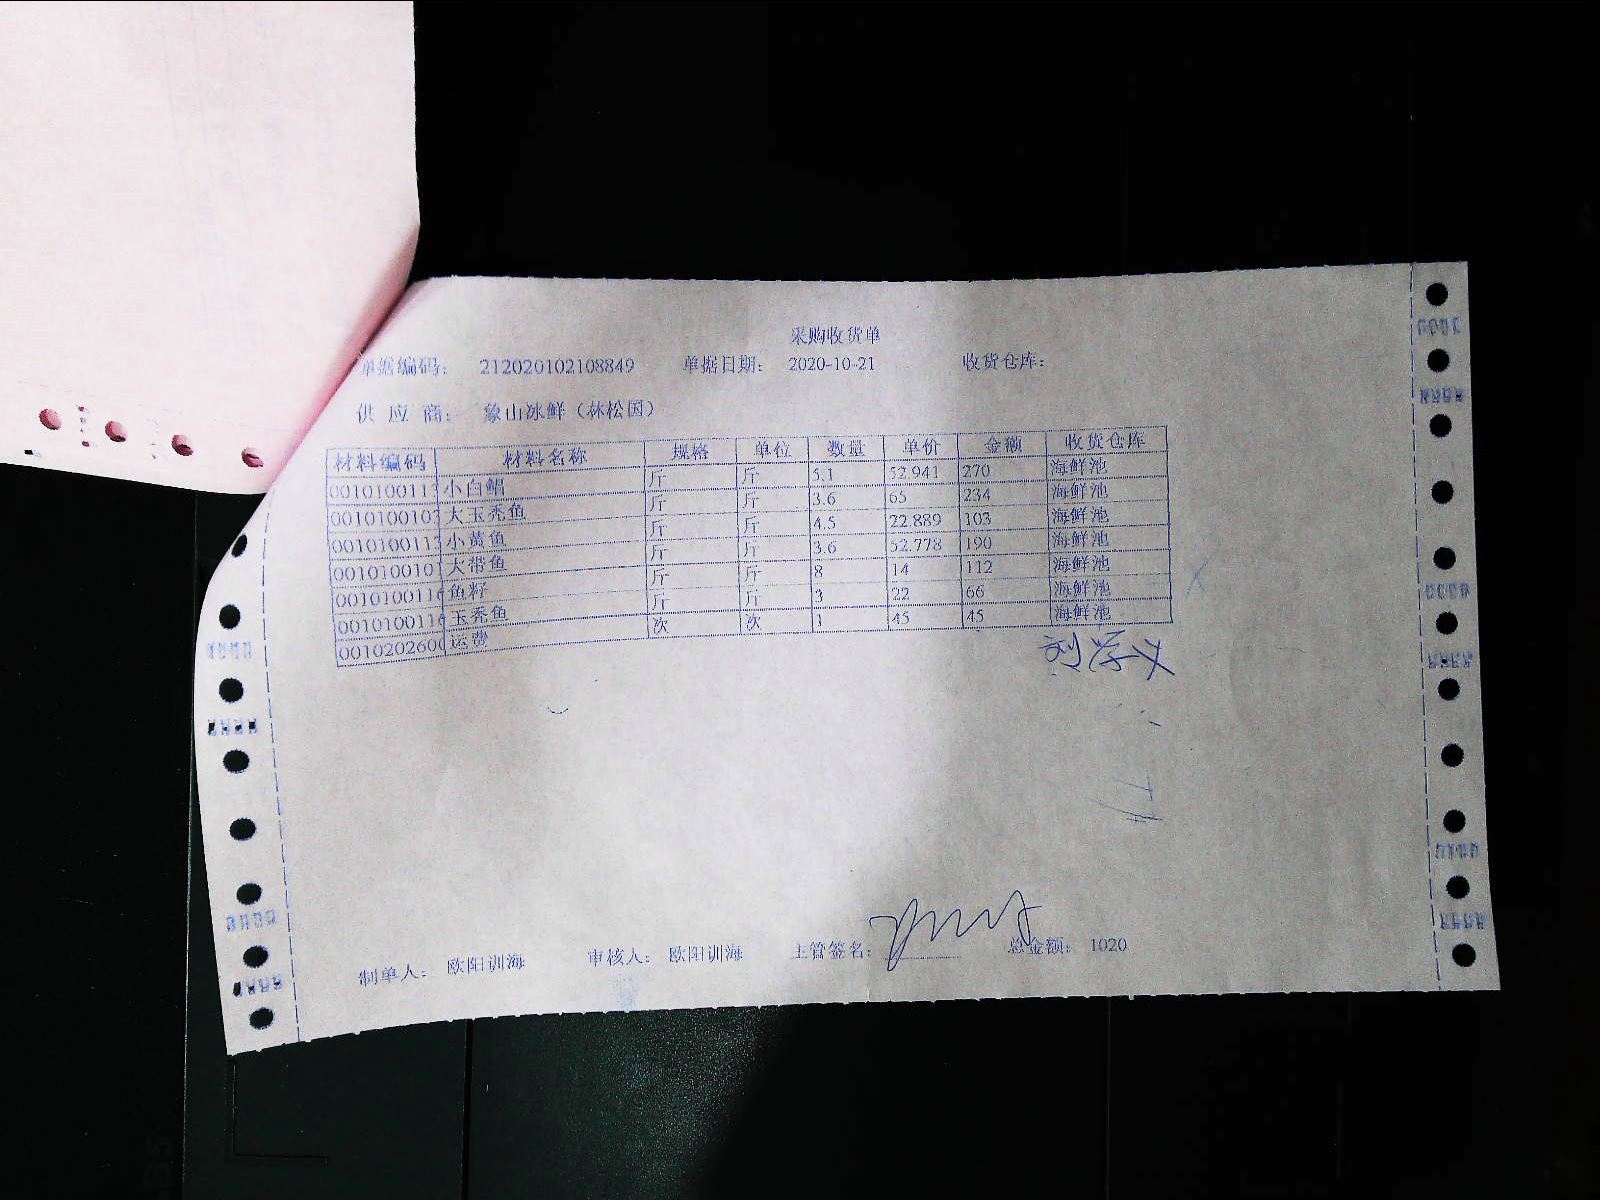 采购收货单
单据编码： 212020102108849 单据日期： 2020-10-21 收货仓库：
供 应 商： 象山冰鲜（林松国）
材料编码 材料名称 规格 单位 数量 单价 金额 收货仓库
0010100113 小白鲳 斤 斤 5.1 52.941 270 海鲜池
0010100103 大玉秃鱼 斤 斤 3.6 65 234 海鲜池
0010100113 小黄鱼 斤 斤 4.5 22.889 103 海鲜池
0010100101 大带鱼 斤 斤 3.6 52.778 190 海鲜池
0010100116 鱼籽 斤 斤 8 14 112 海鲜池
0010100116 玉秃鱼 斤 斤 3 22 66 海鲜池
0010202600 运费 次 次 1 45 45 海鲜池
制单人： 欧阳训海 审核人： 欧阳训海 主管签名： 总金额： 1020